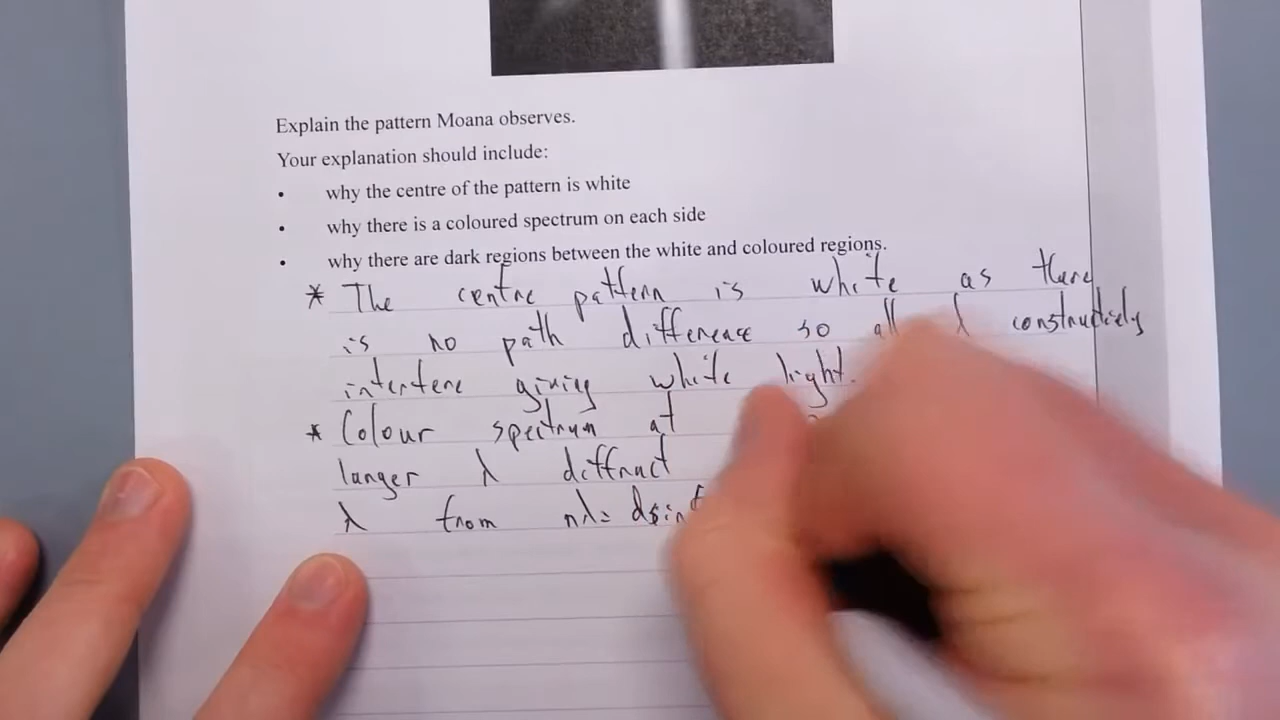 Explain the pattern Moana observes.
Your explanation should include:
• why the centre of the pattern is white
• why there is a coloured spectrum on each side
• why there are dark regions between the white and coloured regions.
* The centre pattern is white as there
is no path difference so all λ constructively
interfere giving white light.
* Colour spectrum at
larger λ diffract
λ from nλ= dsin